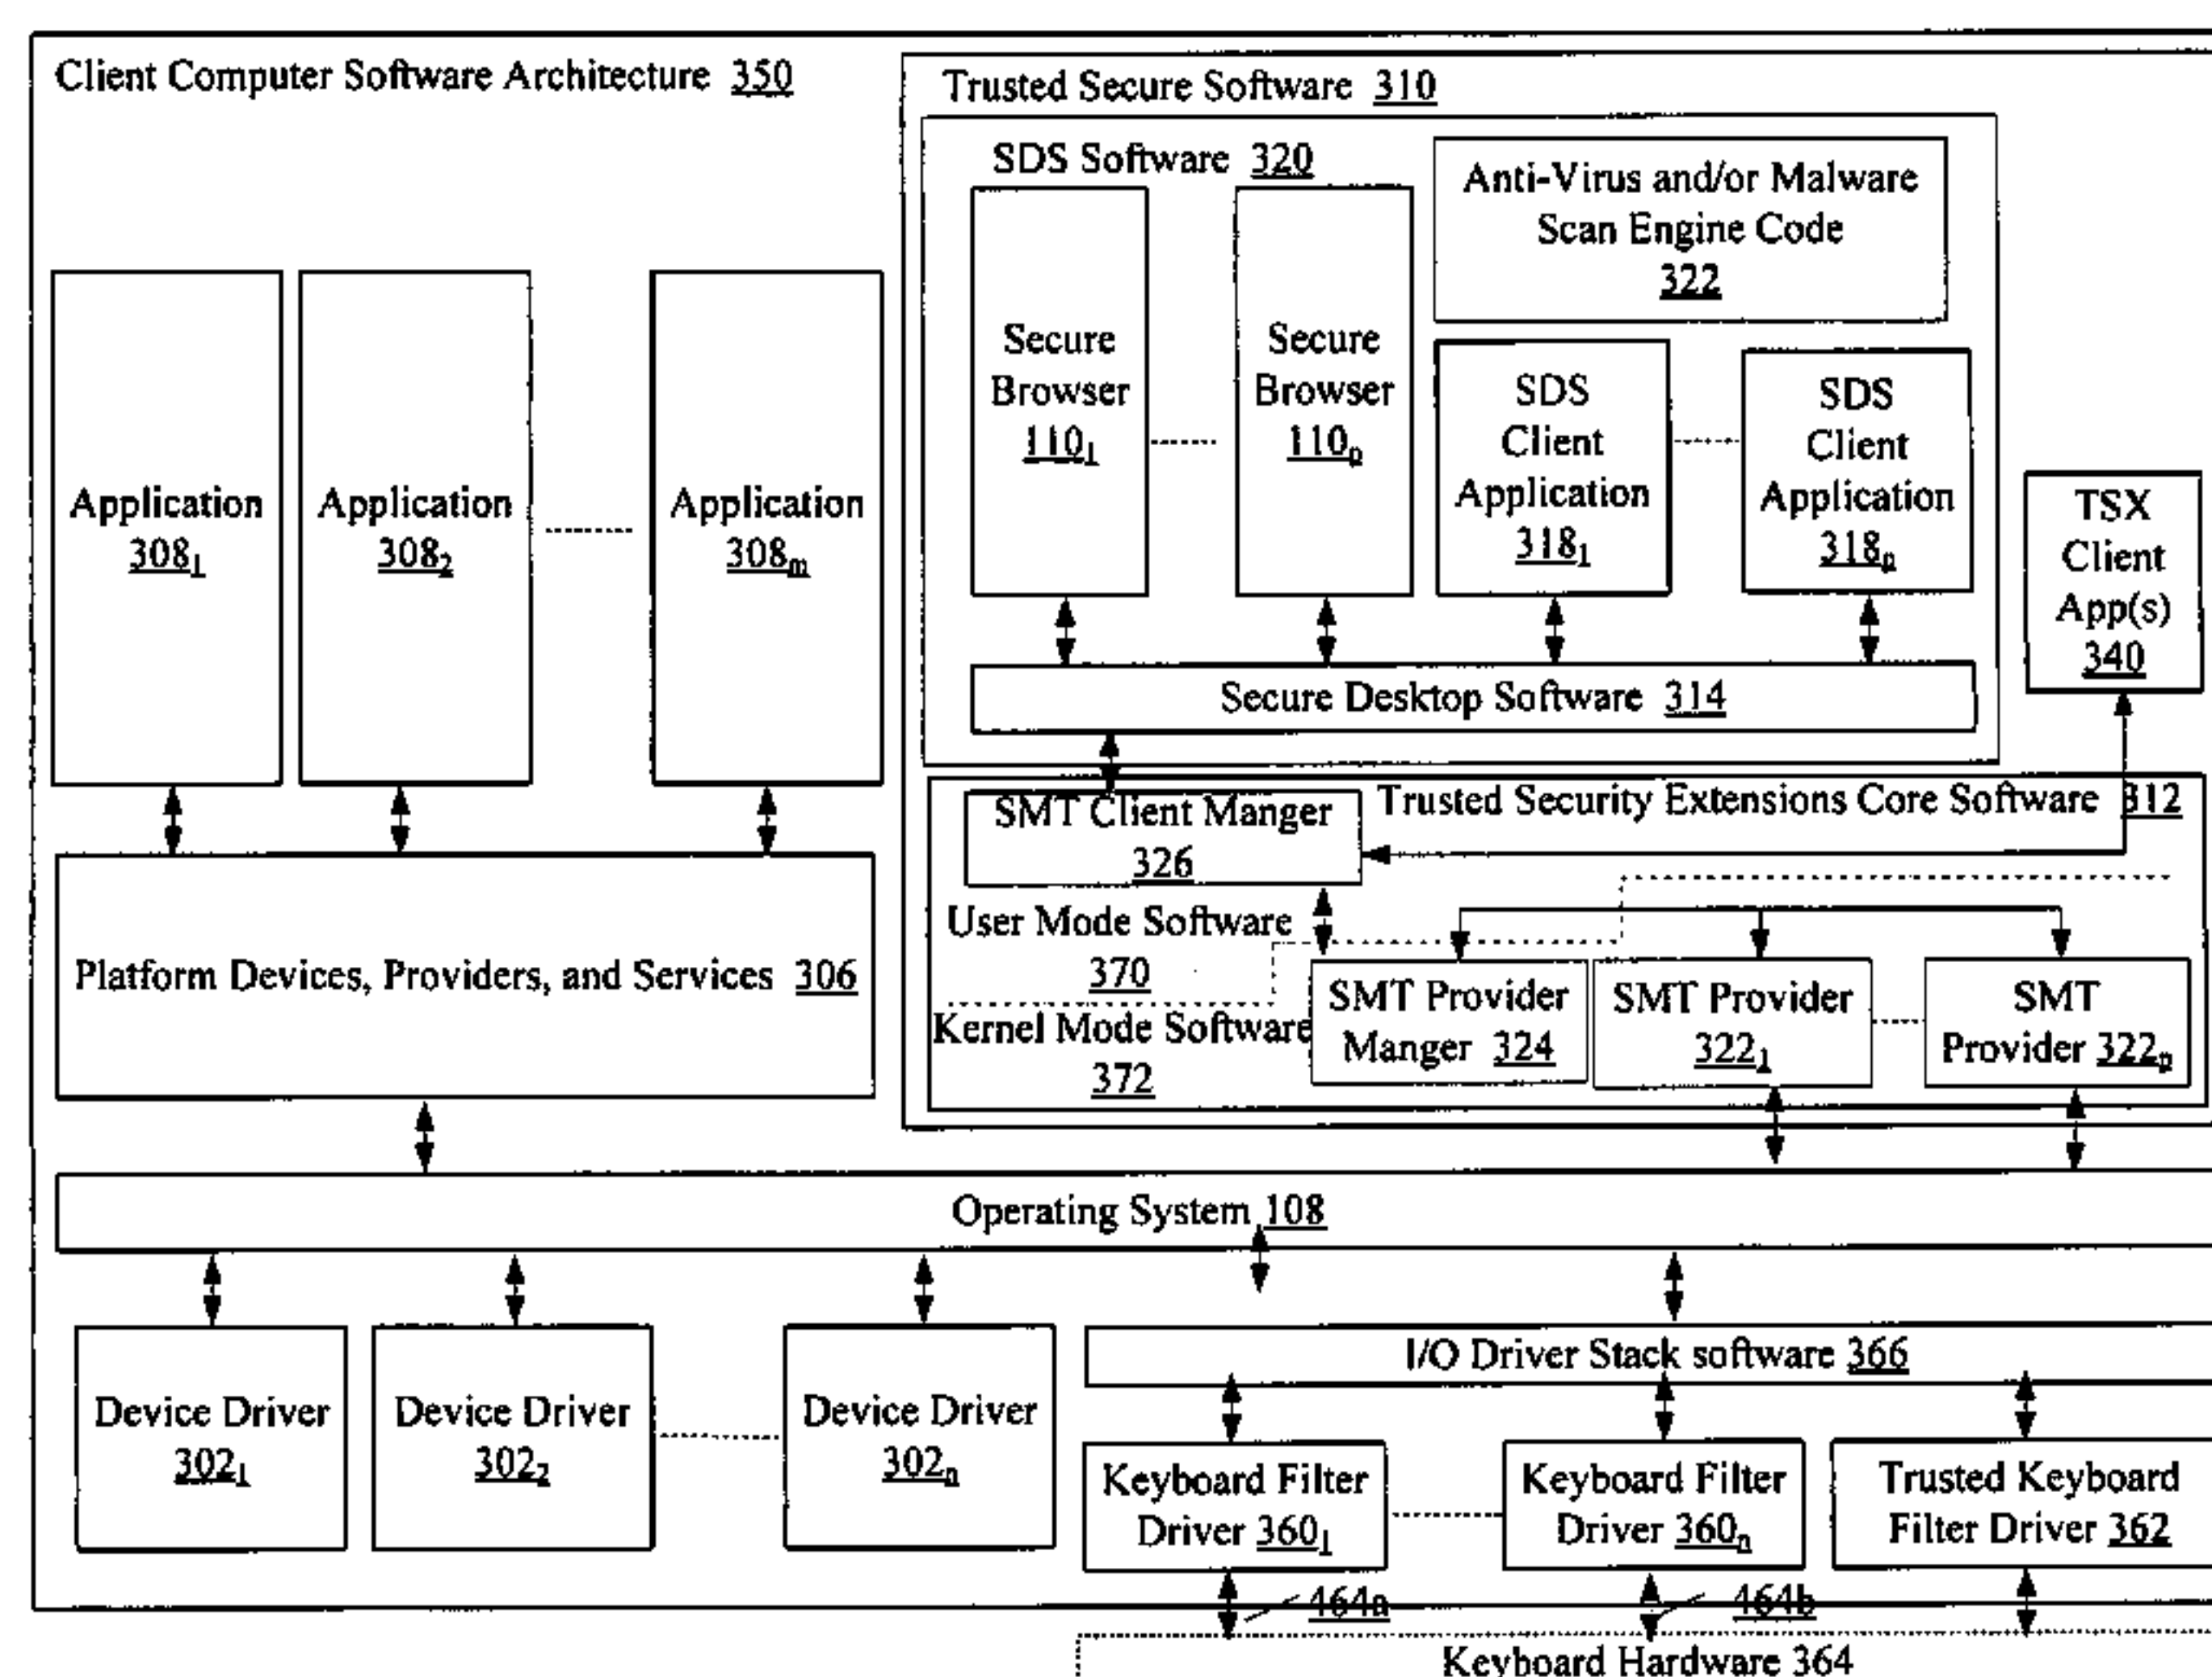 Client Computer Software Architecture 350
Trusted Secure Software 310
SDS Software 320
Anti-Virus and/or Malware
Scan Engine Code
322
Secure
Browser
110₁
Secure
Browser
110ₚ
SDS
Client
Application
318₁
SDS
Client
Application
318ₚ
Application
308₁
Application
308₂
Application
308ₘ
TSX
Client
App(s)
340
Secure Desktop Software 314
Trusted Security Extensions Core Software 312
SMT Client Manger
326
User Mode Software
370
Kernel Mode Software
372
SMT Provider
Manger 324
SMT Provider
322₁
SMT
Provider 322ₚ
Platform Devices, Providers, and Services 306
Operating System 108
I/O Driver Stack software 366
Device Driver
302₁
Device Driver
302₂
Device Driver
302ₙ
Keyboard Filter
Driver 360₁
Keyboard Filter
Driver 360ₙ
Trusted Keyboard
Filter Driver 362
464a
464b
Keyboard Hardware 364